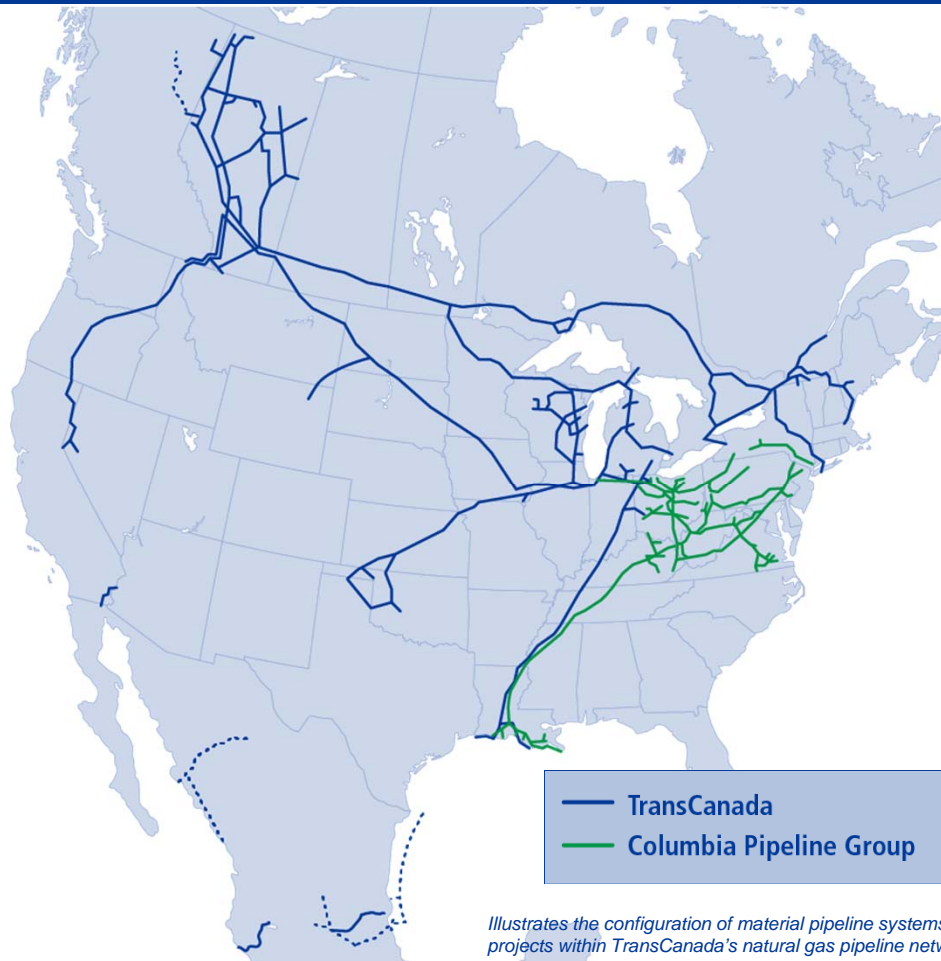 TransCanada
Columbia Pipeline Group
Illustrates the configuration of material pipeline systems
projects within TransCanada's natural gas pipeline netw